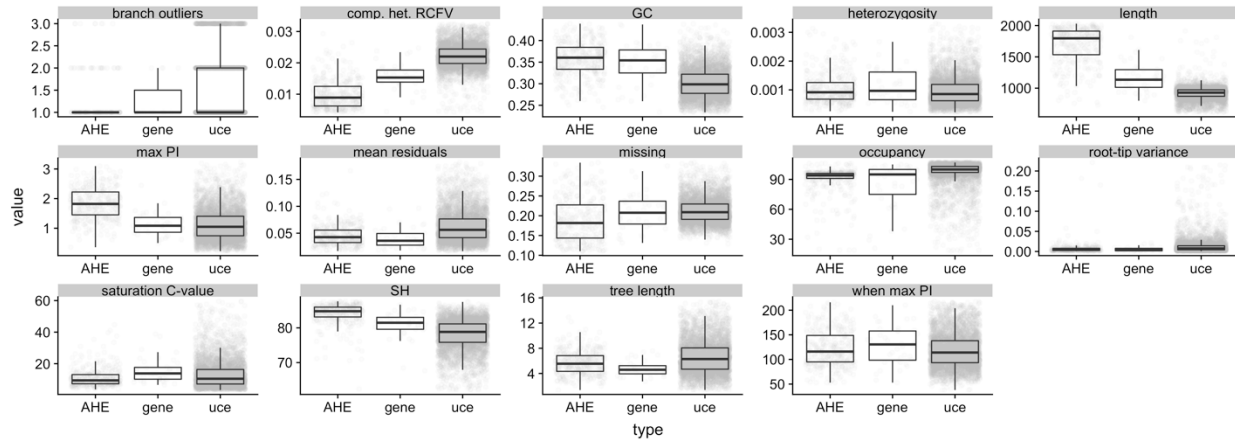 branch outliers
3.0
2.5
2.0
1.5
1.0
AHE gene uce
comp. het. RCFV
0.03
0.02
0.01
AHE gene uce
GC
0.40
0.35
0.30
0.25
AHE gene uce
heterozygosity
0.003
0.002
0.001
AHE gene uce
length
2000
1500
1000
AHE gene uce
value
max PI
3
2
1
AHE gene uce
mean residuals
0.15
0.10
0.05
AHE gene uce
missing
0.30
0.25
0.20
0.15
0.10
AHE gene uce
occupancy
90
60
30
AHE gene uce
root-tip variance
0.20
0.15
0.10
0.05
0.00
AHE gene uce
saturation C-value
60
40
20
AHE gene uce
SH
80
70
60
AHE gene uce
tree length
16
12
8
4
AHE gene uce
when max PI
200
150
100
50
AHE gene uce
type